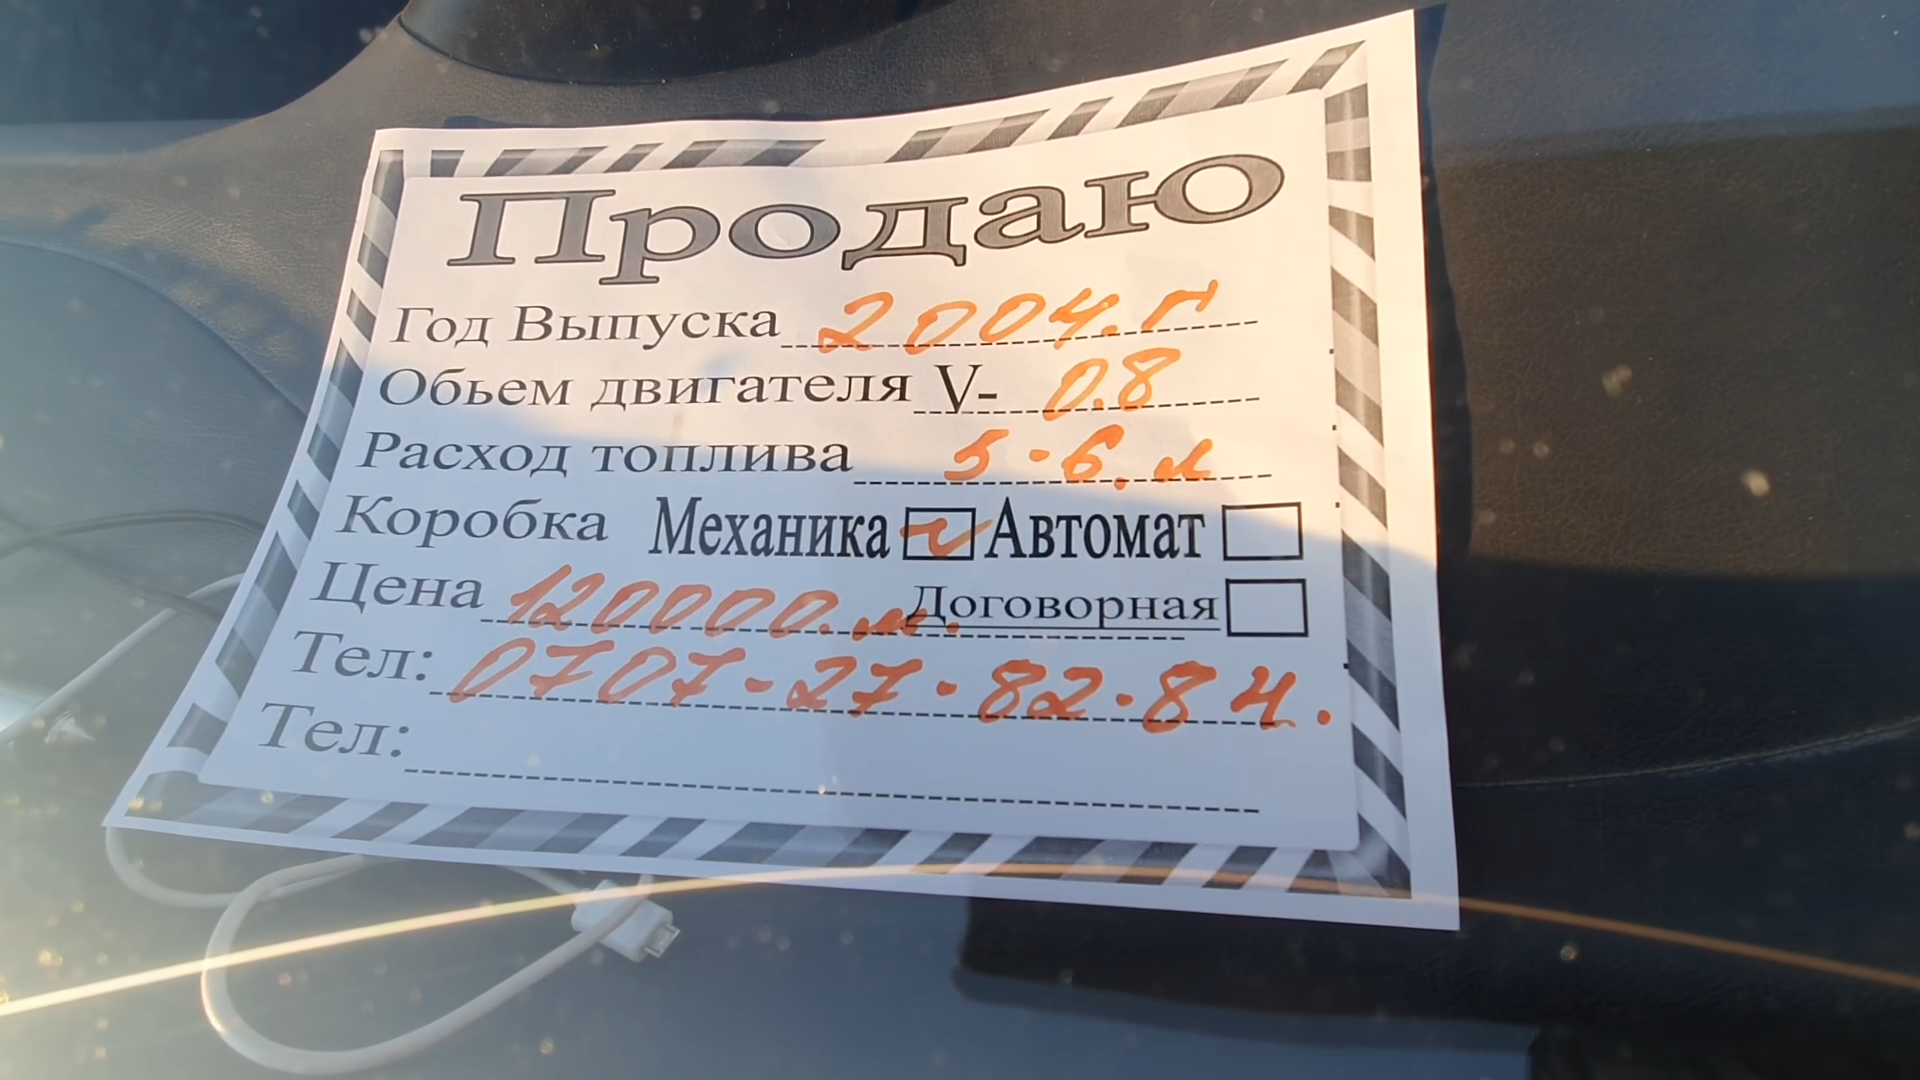 Продаю
Год Выпуска 2004.г
Обьем двигателя V- 0.8
Расход топлива 5-6.л
Коробка Механика Автомат
Цена 120000. Договорная
Тел: 0707-27-82-84.
Тел: